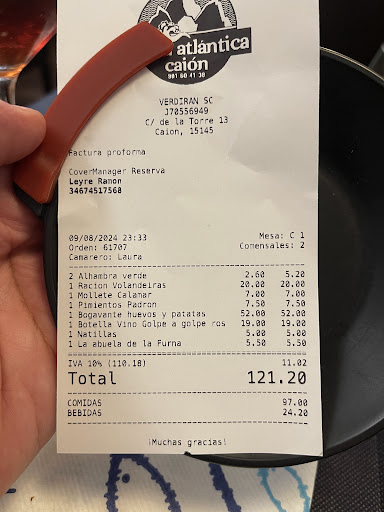 atlántica
caión
981 60 41 38
VERDIRAN SC
J70556949
C/ de la Torre 13
Caion, 15145
Factura proforma
CoverManager Reserva
Leyre Ramon
34674517568
09/08/2024 23:33 Mesa: C 1
Orden: 61707 Comensales: 2
Camarero: Laura
2 Alhambra verde 2.60 5.20
1 Racion Volandeiras 20.00 20.00
1 Mollete Calamar 7.00 7.00
1 Pimientos Padron 7.50 7.50
1 Bogavante huevos y patatas 52.00 52.00
1 Botella Vino Golpe a golpe ros 19.00 19.00
1 Natillas 5.00 5.00
1 La abuela de la Furna 5.50 5.50
IVA 10% (110.18) 11.02
Total 121.20
COMIDAS 97.00
BEBIDAS 24.20
¡Muchas gracias!